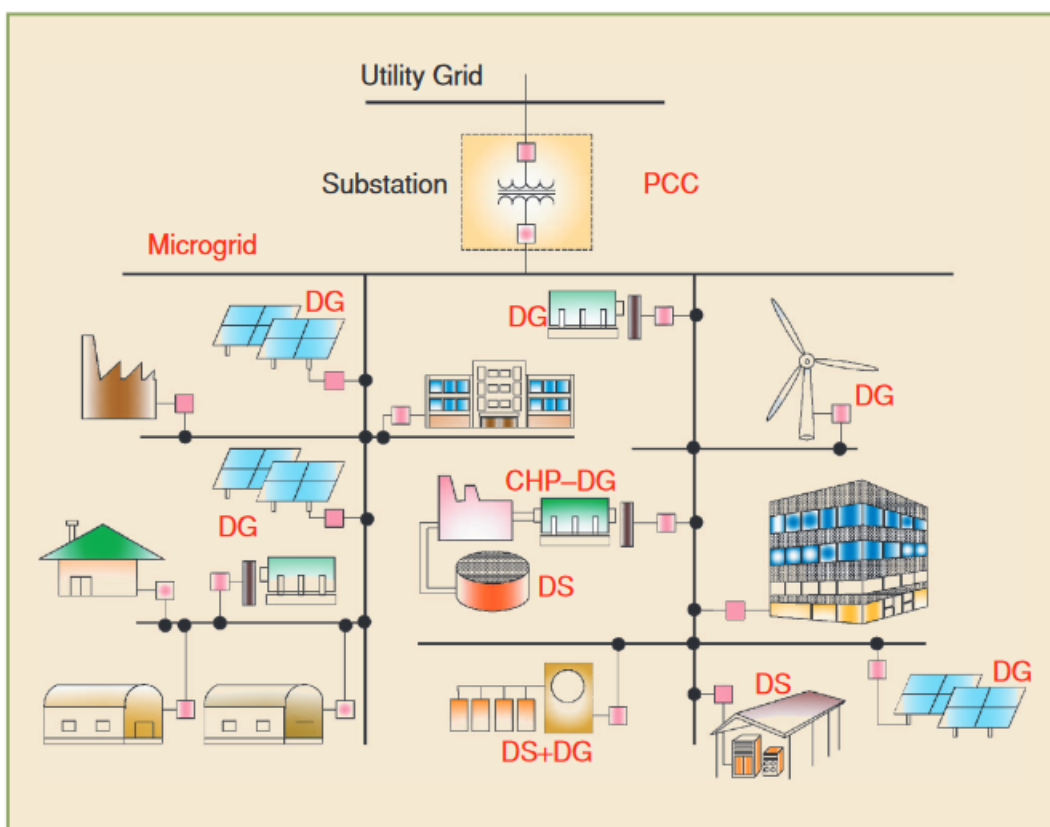 Utility Grid
Substation
PCC
Microgrid
DG
DG
DG
CHP–DG
DG
DS
DG
DS
DS+DG